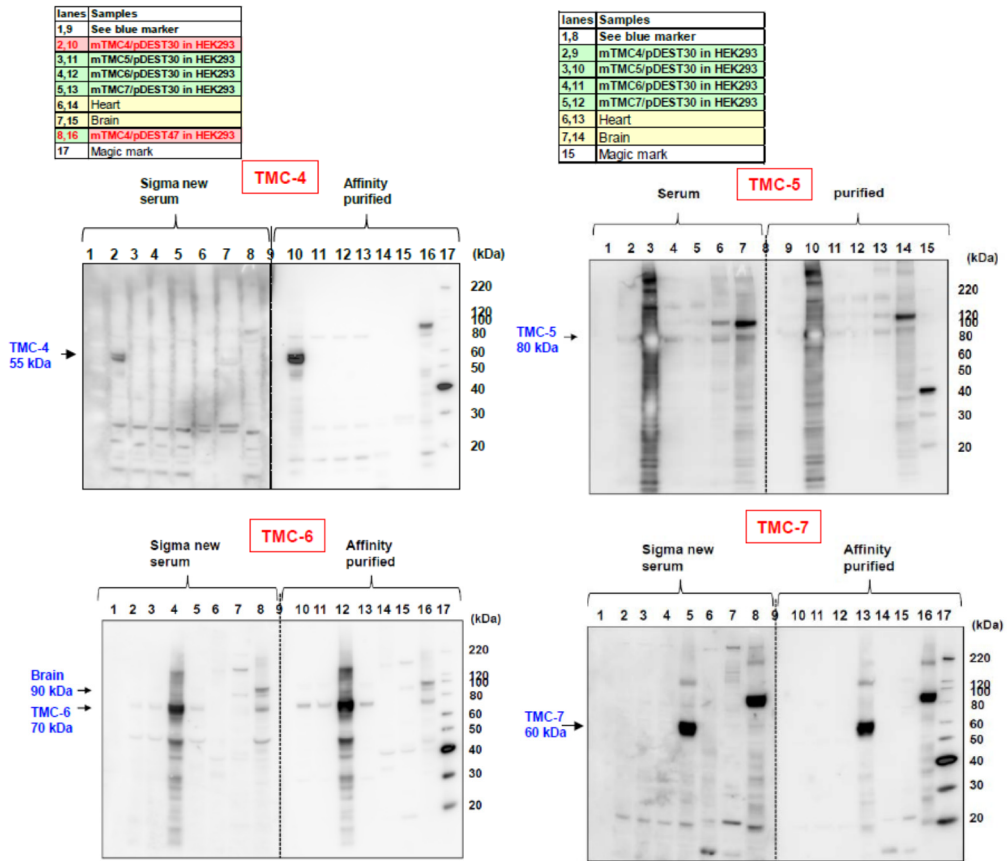 lanes Samples
1,9 See blue marker
2,10 mTMC4/pDEST30 in HEK293
3,11 mTMC5/pDEST30 in HEK293
4,12 mTMC6/pDEST30 in HEK293
5,13 mTMC7/pDEST30 in HEK293
6,14 Heart
7,15 Brain
8,16 mTMC4/pDEST47 in HEK293
17 Magic mark
lanes Samples
1,8 See blue marker
2,9 mTMC4/pDEST30 in HEK293
3,10 mTMC5/pDEST30 in HEK293
4,11 mTMC6/pDEST30 in HEK293
5,12 mTMC7/pDEST30 in HEK293
6,13 Heart
7,14 Brain
15 Magic mark
TMC-4
Sigma new
serum
Affinity
purified
1 2 3 4 5 6 7 8 9 10 11 12 13 14 15 16 17 (kDa)
220
120
100
80
60
50
40
30
20
TMC-4
55 kDa
TMC-5
Serum
purified
1 2 3 4 5 6 7 8 9 10 11 12 13 14 15
(kDa)
220
120
100
80
60
50
40
30
20
TMC-5
80 kDa
TMC-6
Sigma new
serum
Affinity
purified
1 2 3 4 5 6 7 8 9 10 11 12 13 14 15 16 17
(kDa)
220
120
100
80
60
50
40
30
20
Brain
90 kDa
TMC-6
70 kDa
TMC-7
Sigma new
serum
Affinity
purified
1 2 3 4 5 6 7 8 9 10 11 12 13 14 15 16 17
(kDa)
220
120
100
80
60
50
40
30
20
TMC-7
60 kDa